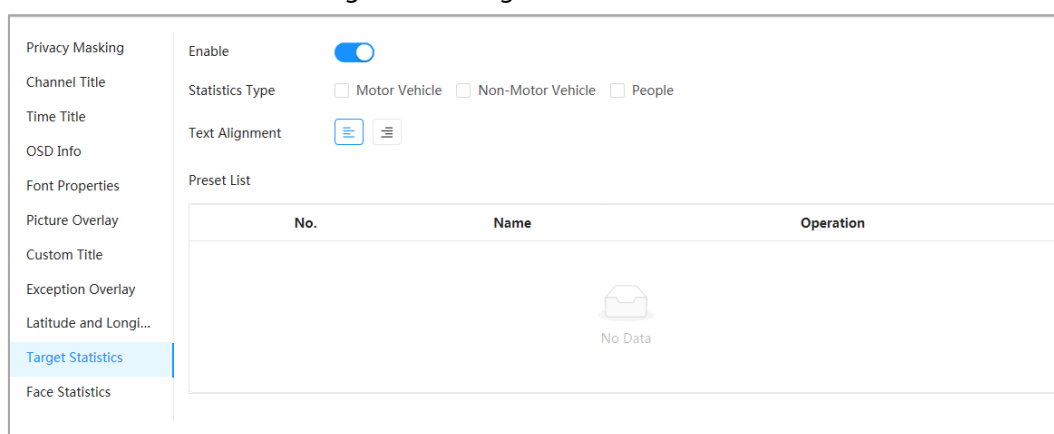 Privacy Masking
Channel Title
Time Title
OSD Info
Font Properties
Picture Overlay
Custom Title
Exception Overlay
Latitude and Longi...
Target Statistics
Face Statistics
Enable
Statistics Type Motor Vehicle Non-Motor Vehicle People
Text Alignment
Preset List
No. Name Operation
No Data